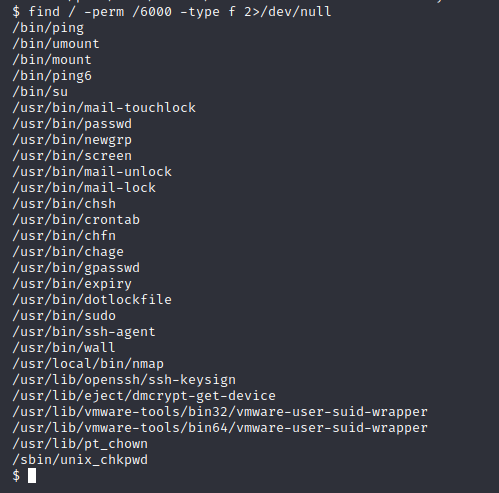 $ find / -perm /6000 -type f 2>/dev/null
/bin/ping
/bin/umount
/bin/mount
/bin/ping6
/bin/su
/usr/bin/mail-touchlock
/usr/bin/passwd
/usr/bin/newgrp
/usr/bin/screen
/usr/bin/mail-unlock
/usr/bin/mail-lock
/usr/bin/chsh
/usr/bin/crontab
/usr/bin/chfn
/usr/bin/chage
/usr/bin/gpasswd
/usr/bin/expiry
/usr/bin/dotlockfile
/usr/bin/sudo
/usr/bin/ssh-agent
/usr/bin/wall
/usr/local/bin/nmap
/usr/lib/openssh/ssh-keysign
/usr/lib/eject/dmcrypt-get-device
/usr/lib/vmware-tools/bin32/vmware-user-suid-wrapper
/usr/lib/vmware-tools/bin64/vmware-user-suid-wrapper
/usr/lib/pt_chown
/sbin/unix_chkpwd
$